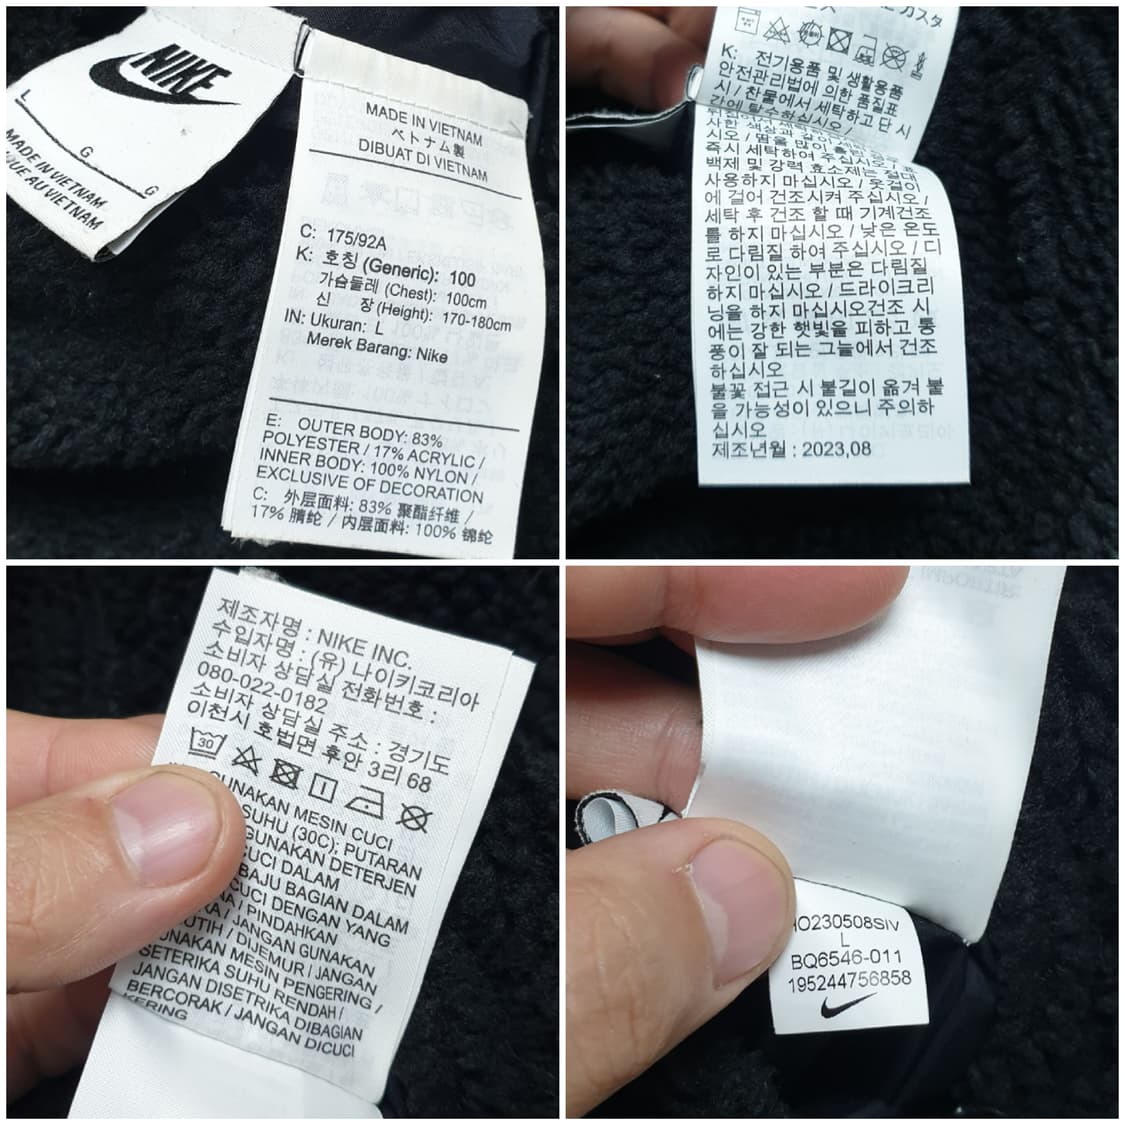 NIKE
L
G
G
MADE IN VIETNAM
QUE AU VIETNAM
MADE IN VIETNAM
ベトナム製
DIBUAT DI VIETNAM
C: 175/92A
K: 호칭 (Generic): 100
가슴둘레 (Chest): 100cm
신 장 (Height): 170-180cm
IN: Ukuran: L
Merek Barang: Nike
E: OUTER BODY: 83%
POLYESTER / 17% ACRYLIC /
INNER BODY: 100% NYLON /
EXCLUSIVE OF DECORATION
C: 外层面料: 83% 聚酯纤维 /
17% 腈纶 / 内层面料: 100% 锦纶
K: 전기용품 및 생활용품
안전관리법에 의한 품질표
시 / 찬물에서 세탁하고 단 시
간에 탈수하십시오 /
즉시 세탁하여 주십시오 / 표
백제 및 강력 효소제는 절대
사용하지 마십시오 / 옷걸이
에 걸어 건조시켜 주십시오 /
세탁 후 건조 할 때 기계건조
를 하지 마십시오 / 낮은 온도
로 다림질 하여 주십시오 / 디
자인이 있는 부분은 다림질
하지 마십시오 / 드라이크리
닝을 하지 마십시오건조 시
에는 강한 햇빛을 피하고 통
풍이 잘 되는 그늘에서 건조
하십시오
불꽃 접근 시 불길이 옮겨 붙
을 가능성이 있으니 주의하
십시오
제조년월 : 2023,08
제조자명 : NIKE INC.
수입자명 : (유) 나이키코리아
소비자 상담실 전화번호 :
080-022-0182
소비자 상담실 주소 : 경기도
이천시 호법면 후안 3리 68
30
GUNAKAN MESIN CUCI
SUHU (30C); PUTARAN
GUNAKAN DETERJEN
CUCI DALAM
BAJU BAGIAN DALAM
CUCI DENGAN YANG
/ PINDAHKAN
/ JANGAN GUNAKAN
PUTIH / DIJEMUR / JANGAN
GUNAKAN MESIN PENGERING /
SETERIKA SUHU RENDAH /
JANGAN DISETRIKA DIBAGIAN
BERCORAK / JANGAN DICUCI
KERING
HO230508SIV
L
BQ6546-011
195244756858